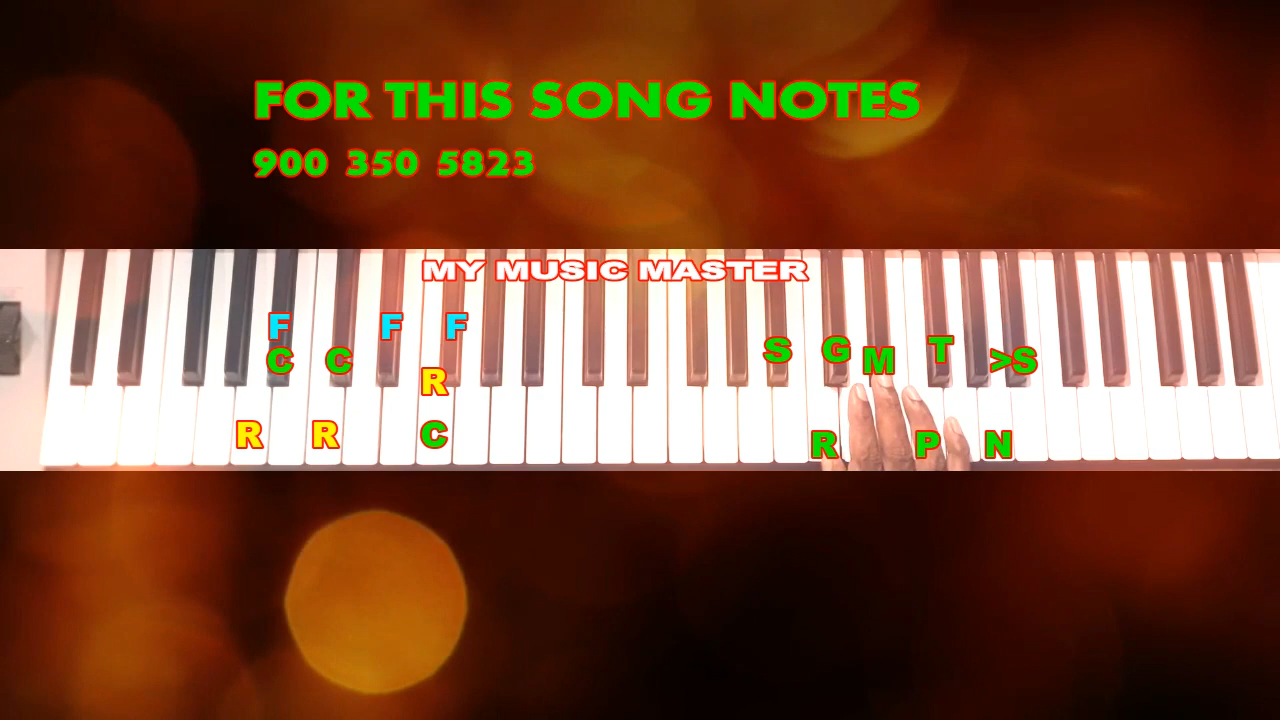 FOR THIS SONG NOTES
900 350 5823
MY MUSIC MASTER
F F F
C C
S G M T >S
R
R R C
R P N